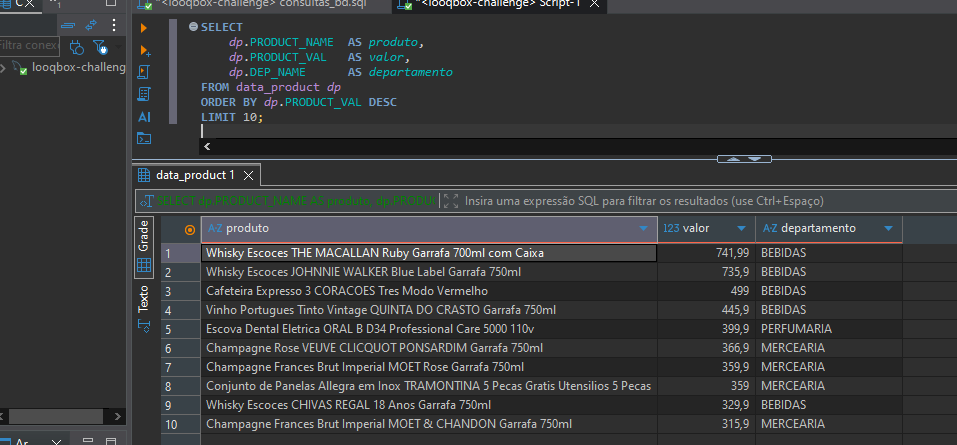 *<looqbox-challenge> consultas_bd.sql
*<looqbox-challenge> Script-1
Filtra conex
looqbox-challeng
SELECT
dp.PRODUCT_NAME AS produto,
dp.PRODUCT_VAL AS valor,
dp.DEP_NAME AS departamento
FROM data_product dp
ORDER BY dp.PRODUCT_VAL DESC
LIMIT 10;
data_product 1
SELECT dp.PRODUCT_NAME AS produto, dp.PRODU
Insira uma expressão SQL para filtrar os resultados (use Ctrl+Espaço)
Grade
Texto
A-Z produto 123 valor A-Z departamento
1 Whisky Escoces THE MACALLAN Ruby Garrafa 700ml com Caixa 741,99 BEBIDAS
2 Whisky Escoces JOHNNIE WALKER Blue Label Garrafa 750ml 735,9 BEBIDAS
3 Cafeteira Expresso 3 CORACOES Tres Modo Vermelho 499 BEBIDAS
4 Vinho Portugues Tinto Vintage QUINTA DO CRASTO Garrafa 750ml 445,9 BEBIDAS
5 Escova Dental Eletrica ORAL B D34 Professional Care 5000 110v 399,9 PERFUMARIA
6 Champagne Rose VEUVE CLICQUOT PONSARDIM Garrafa 750ml 366,9 MERCEARIA
7 Champagne Frances Brut Imperial MOET Rose Garrafa 750ml 359,9 MERCEARIA
8 Conjunto de Panelas Allegra em Inox TRAMONTINA 5 Pecas Gratis Utensilios 5 Pecas 359 MERCEARIA
9 Whisky Escoces CHIVAS REGAL 18 Anos Garrafa 750ml 329,9 BEBIDAS
10 Champagne Frances Brut Imperial MOET & CHANDON Garrafa 750ml 315,9 MERCEARIA